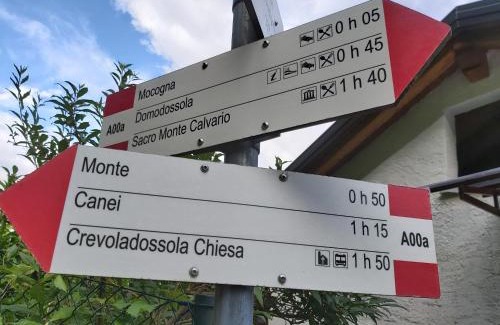 Mocogna 0 h 05
Domodossola 0 h 45
A00a
Sacro Monte Calvario 1 h 40
Monte 0 h 50
Canei 1 h 15
A00a
Crevoladossola Chiesa 1 h 50